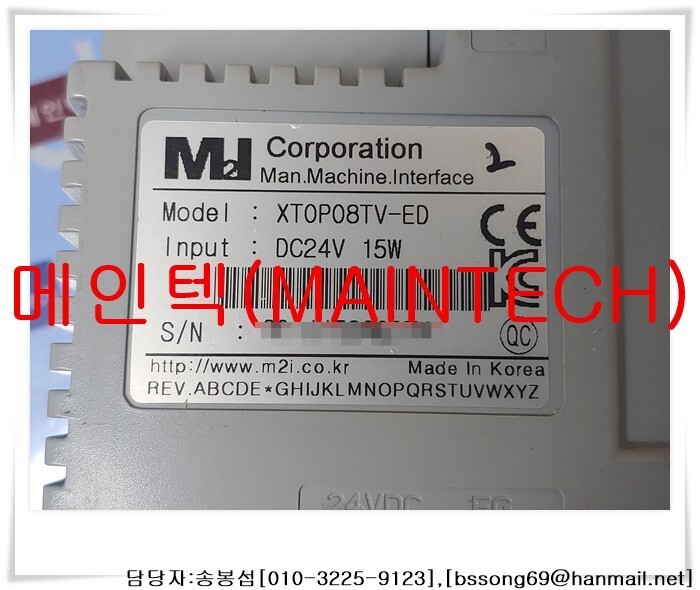 M2I Corporation
Man.Machine.Interface
2
Model : XTOP08TV-ED
Input : DC24V 15W
메인텍(MAINTECH)
S/N :
QC
http://www.m2i.co.kr Made In Korea
REV.ABCDE*GHIJKLMNOPQRSTUVWXYZ
24VDC FG
담당자:송봉섭[010-3225-9123],[bssong69@hanmail.net]